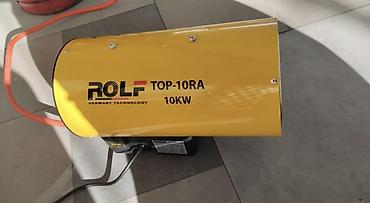 ROLF TOP-10RA
GERMANY TECHNOLOGY 10KW